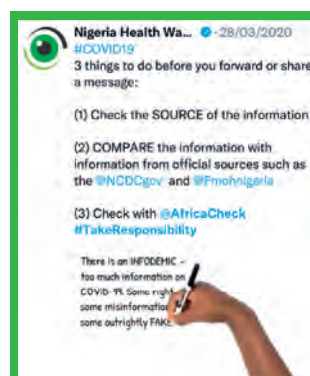 Nigeria Health Wa... · 28/03/2020
#COVID19
3 things to do before you forward or share
a message:
(1) Check the SOURCE of the information
(2) COMPARE the information with
information from official sources such as
the @NCDCgov and @Fmohnigeria
(3) Check with @AfricaCheck
#TakeResponsibility
There is an INFODEMIC -
too much information on
COVID-19. Some right,
some misinformation
some outrightly FAKE.